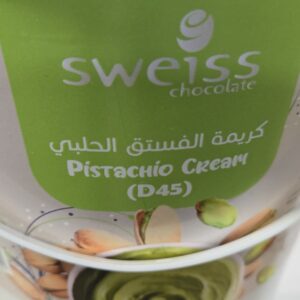 sweiss
chocolate
كريمة الفستق الحلبي
Pistachio Cream
(D45)